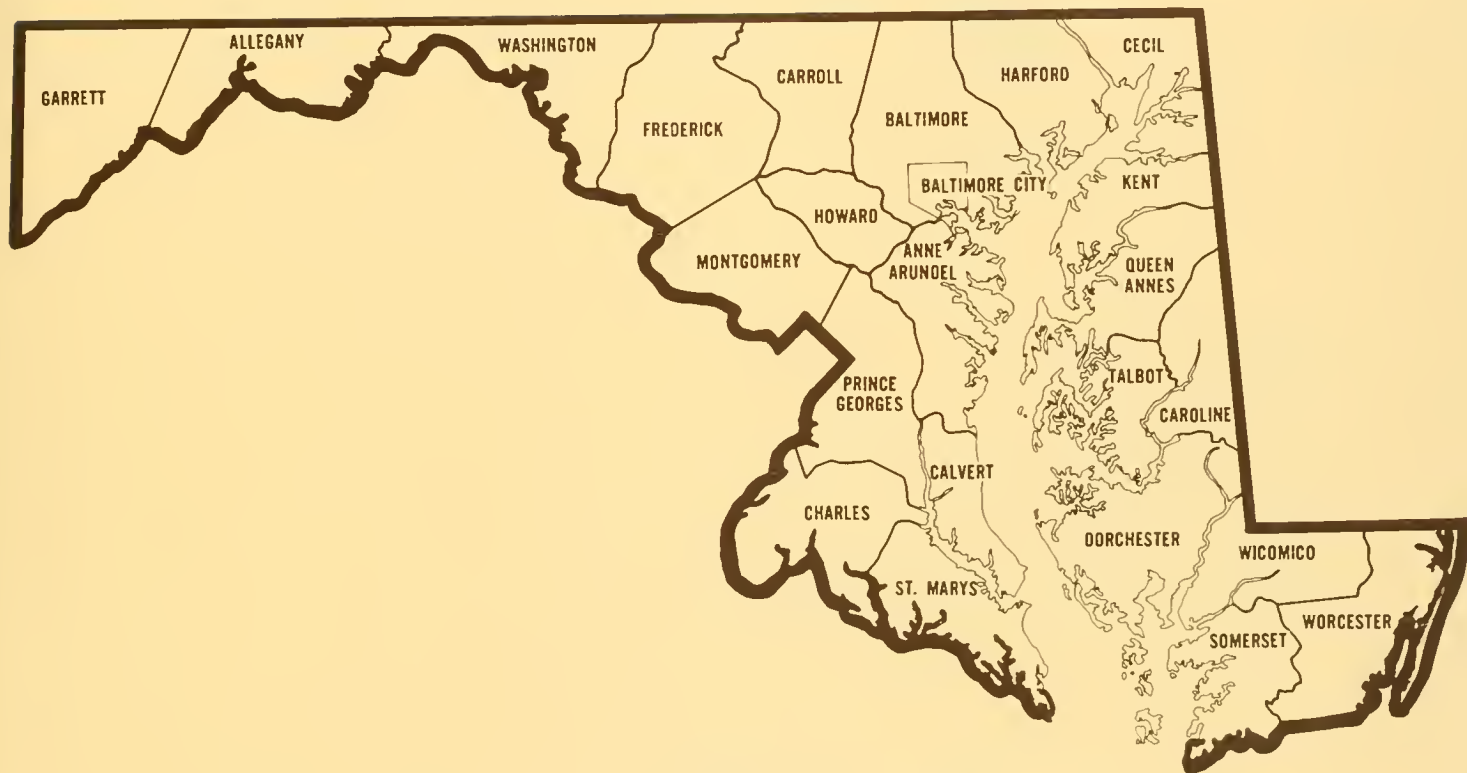 GARRETT
ALLEGANY
WASHINGTON
FREDERICK
CARROLL
BALTIMORE
HARFORD
CECIL
BALTIMORE CITY
KENT
HOWARD
MONTGOMERY
ANNE
ARUNDEL
QUEEN
ANNES
PRINCE
GEORGES
TALBOT
CAROLINE
CALVERT
CHARLES
DORCHESTER
WICOMICO
ST. MARYS
SOMERSET
WORCESTER